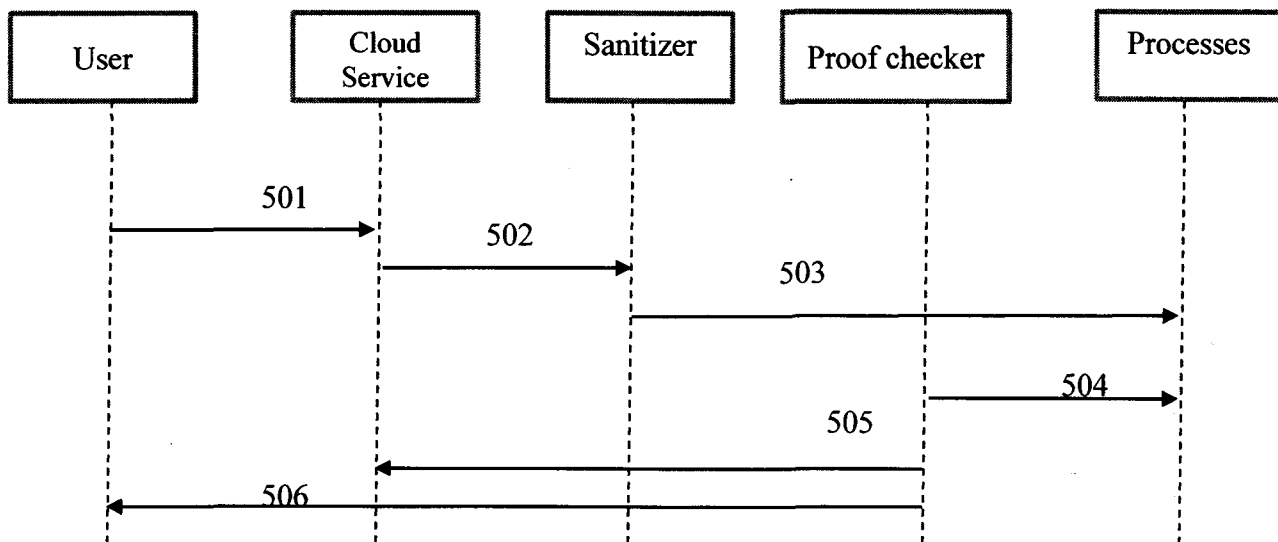 User
Cloud
Service
Sanitizer
Proof checker
Processes
501
502
503
504
505
506